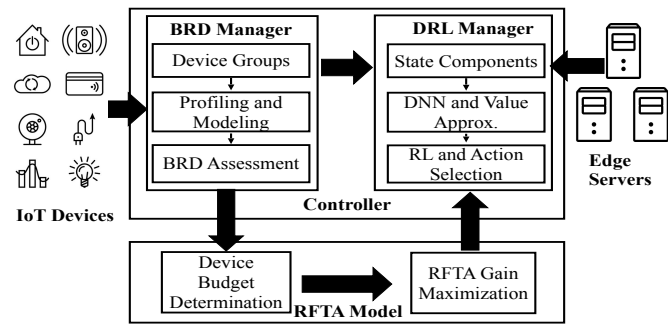 BRD Manager
Device Groups
Profiling and
Modeling
BRD Assessment
DRL Manager
State Components
DNN and Value
Approx.
RL and Action
Selection
Controller
IoT Devices
Edge
Servers
Device
Budget
Determination
RFTA Gain
Maximization
RFTA Model